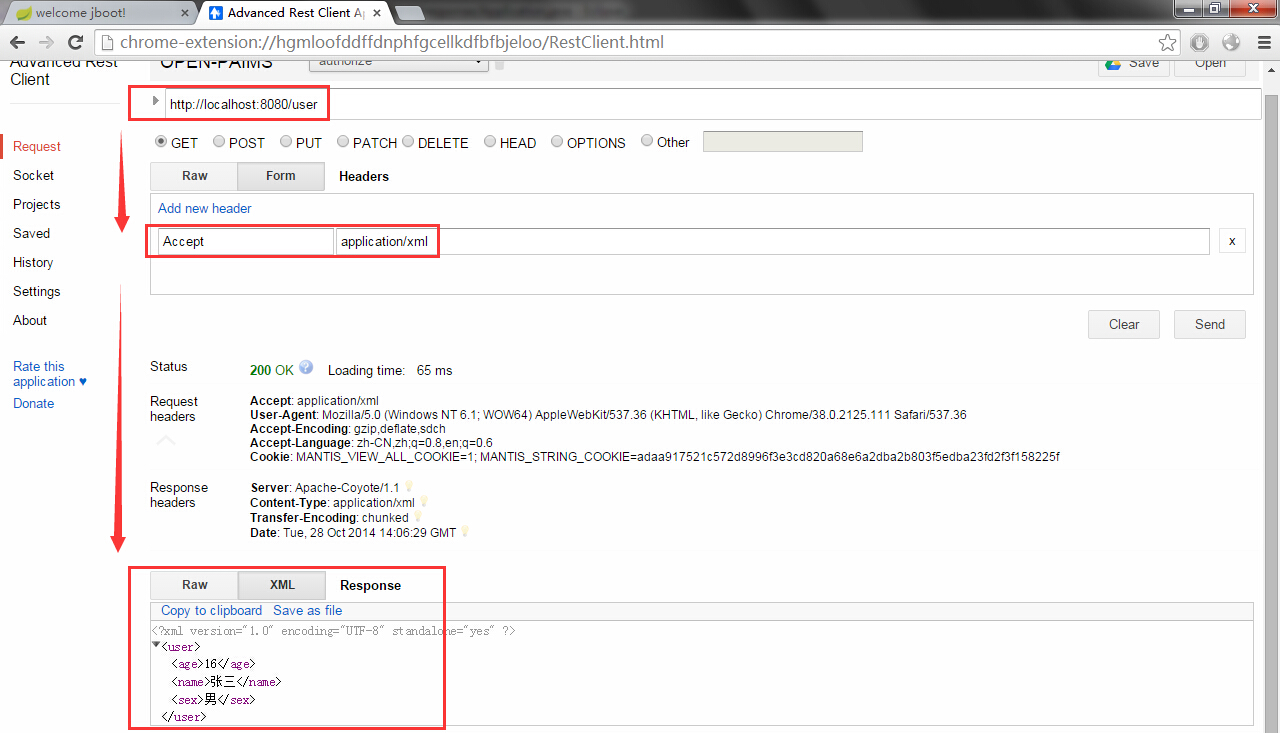 welcome jboot!
Advanced Rest Client A
chrome-extension://hgmloofddffdnphfgcellkdfbfbjeloo/RestClient.html
Advanced Rest
Client
OPEN-PAIMS
authorize
Save
Open
http://localhost:8080/user
GET POST PUT PATCH DELETE HEAD OPTIONS Other
Request
Socket
Projects
Saved
History
Settings
About
Rate this
application ♥
Donate
Raw Form Headers
Add new header
Accept application/xml x
Clear Send
Status 200 OK ? Loading time: 65 ms
Request
headers
Accept: application/xml
User-Agent: Mozilla/5.0 (Windows NT 6.1; WOW64) AppleWebKit/537.36 (KHTML, like Gecko) Chrome/38.0.2125.111 Safari/537.36
Accept-Encoding: gzip,deflate,sdch
Accept-Language: zh-CN,zh;q=0.8,en;q=0.6
Cookie: MANTIS_VIEW_ALL_COOKIE=1; MANTIS_STRING_COOKIE=adaa917521c572d8996f3e3cd820a68e6a2dba2b803f5edba23fd2f3f158225f
Response
headers
Server: Apache-Coyote/1.1
Content-Type: application/xml
Transfer-Encoding: chunked
Date: Tue, 28 Oct 2014 14:06:29 GMT
Raw XML Response
Copy to clipboard Save as file
<?xml version="1.0" encoding="UTF-8" standalone="yes" ?>
<user>
<age>16</age>
<name>张三</name>
<sex>男</sex>
</user>